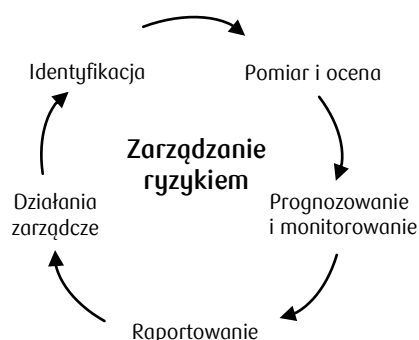 Identyfikacja
Pomiar i ocena
Zarządzanie
ryzykiem
Prognozowanie
i monitorowanie
Działania
zarządcze
Raportowanie